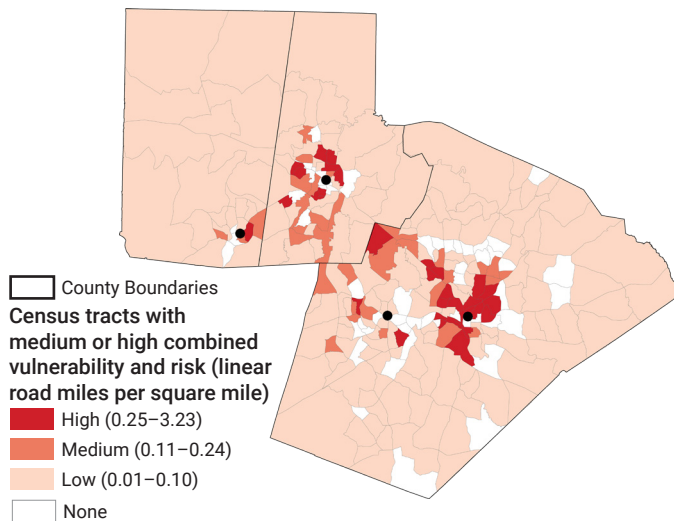 County Boundaries
Census tracts with
medium or high combined
vulnerability and risk (linear
road miles per square mile)
High (0.25–3.23)
Medium (0.11–0.24)
Low (0.01–0.10)
None